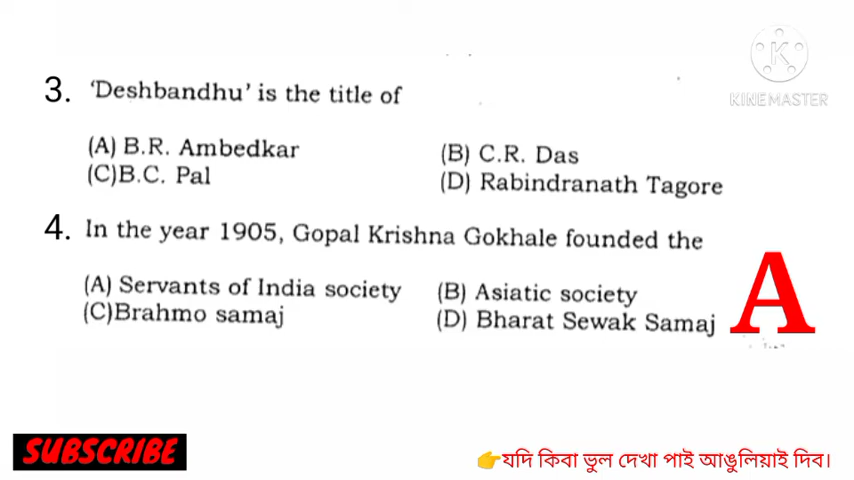 KINEMASTER
3. 'Deshbandhu' is the title of
(A) B.R. Ambedkar (B) C.R. Das
(C)B.C. Pal (D) Rabindranath Tagore
4. In the year 1905, Gopal Krishna Gokhale founded the
(A) Servants of India society (B) Asiatic society
(C)Brahmo samaj (D) Bharat Sewak Samaj
A
SUBSCRIBE
👉যদি কিবা ভুল দেখা পাই আঙুলিয়াই দিব।